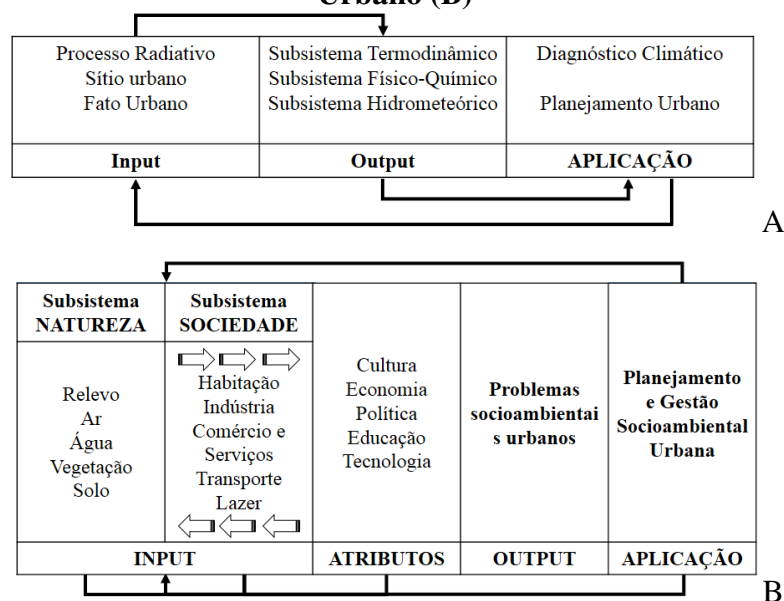 Urbano (B)
Processo Radiativo
Sítio urbano
Fato Urbano
Subsistema Termodinâmico
Subsistema Físico-Químico
Subsistema Hidrometeórico
Diagnóstico Climático
Planejamento Urbano
Input
Output
APLICAÇÃO
A
Subsistema
NATUREZA
Subsistema
SOCIEDADE
Relevo
Ar
Água
Vegetação
Solo
Habitação
Indústria
Comércio e
Serviços
Transporte
Lazer
Cultura
Economia
Política
Educação
Tecnologia
Problemas
socioambientai
s urbanos
Planejamento
e Gestão
Socioambiental
Urbana
INPUT
ATRIBUTOS
OUTPUT
APLICAÇÃO
B